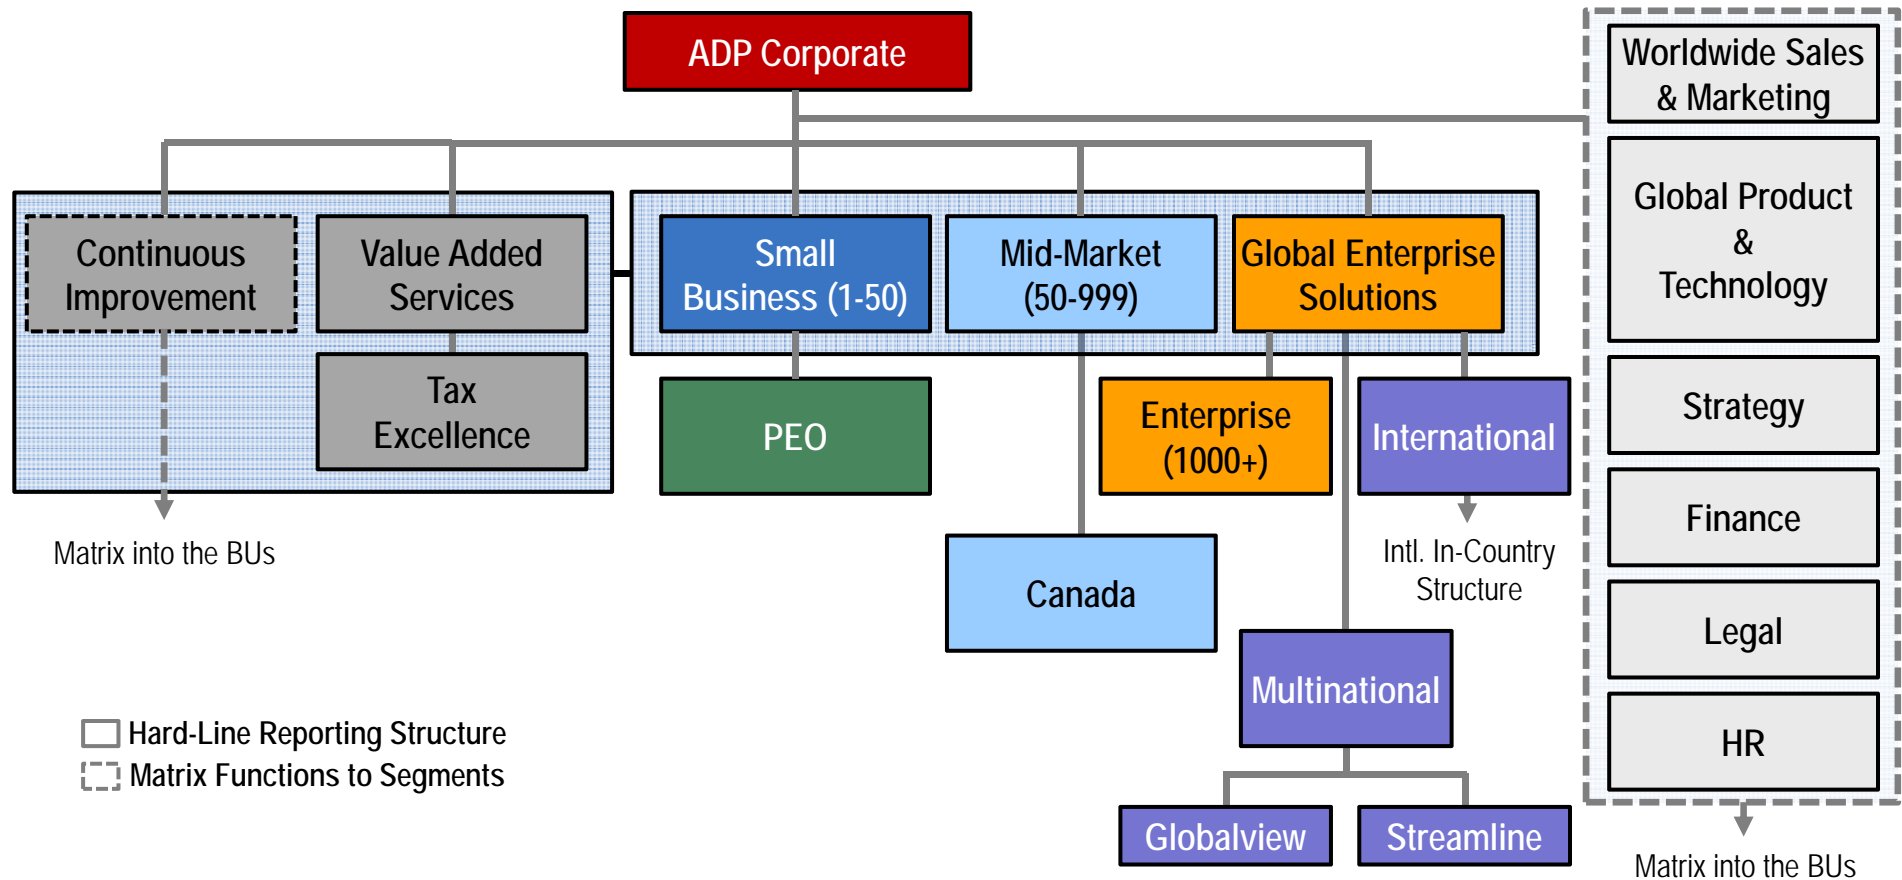 ADP Corporate
Worldwide Sales
& Marketing
Global Product
&
Technology
Strategy
Finance
Legal
HR
Matrix into the BUs
Continuous
Improvement
Matrix into the BUs
Value Added
Services
Tax
Excellence
Small
Business (1-50)
PEO
Mid-Market
(50-999)
Canada
Global Enterprise
Solutions
Enterprise
(1000+)
International
Intl. In-Country
Structure
Multinational
Globalview
Streamline
Hard-Line Reporting Structure
Matrix Functions to Segments